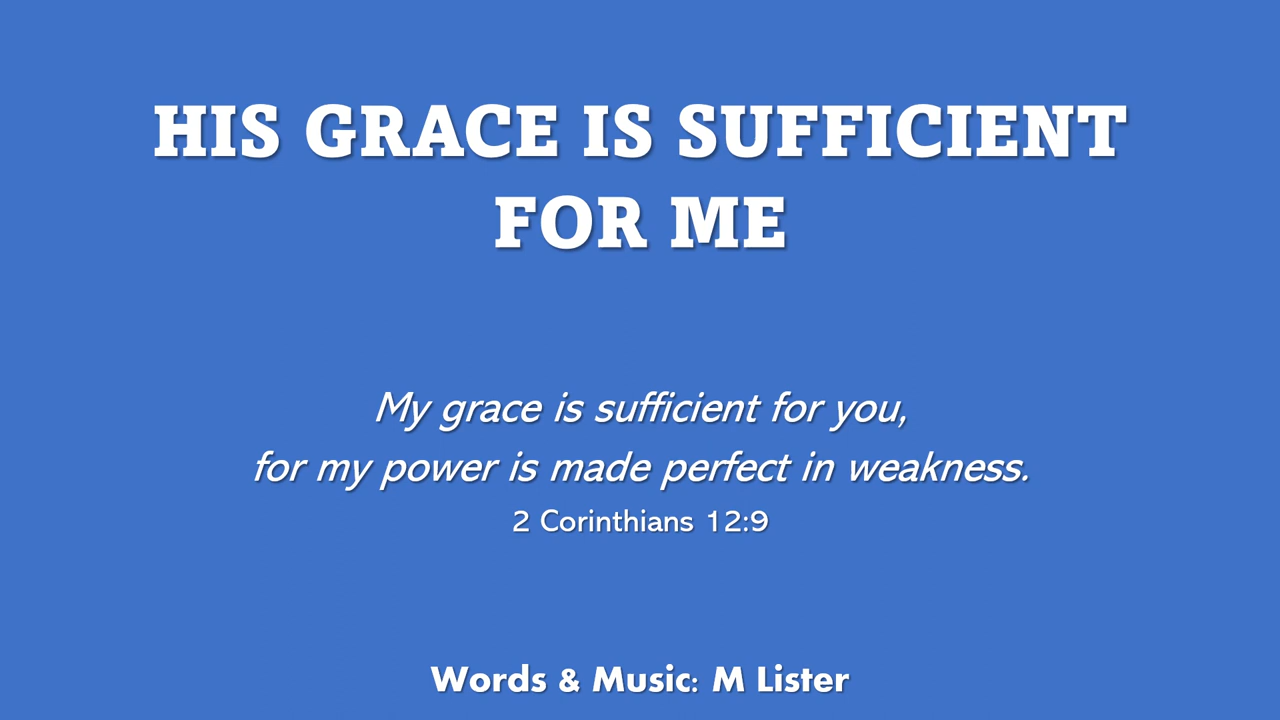 HIS GRACE IS SUFFICIENT
FOR ME
My grace is sufficient for you,
for my power is made perfect in weakness.
2 Corinthians 12:9
Words & Music: M Lister